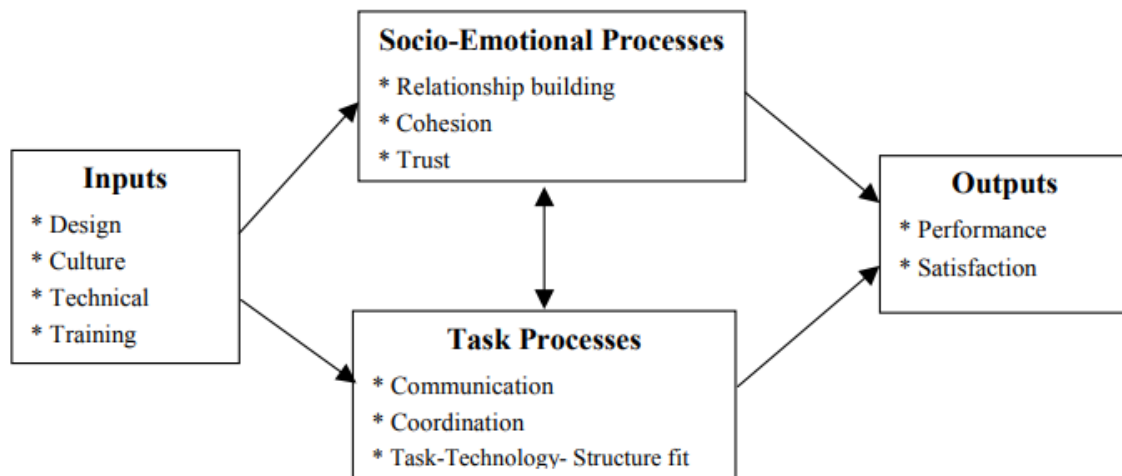 Socio-Emotional Processes
* Relationship building
* Cohesion
* Trust
Inputs
* Design
* Culture
* Technical
* Training
Outputs
* Performance
* Satisfaction
Task Processes
* Communication
* Coordination
* Task-Technology- Structure fit